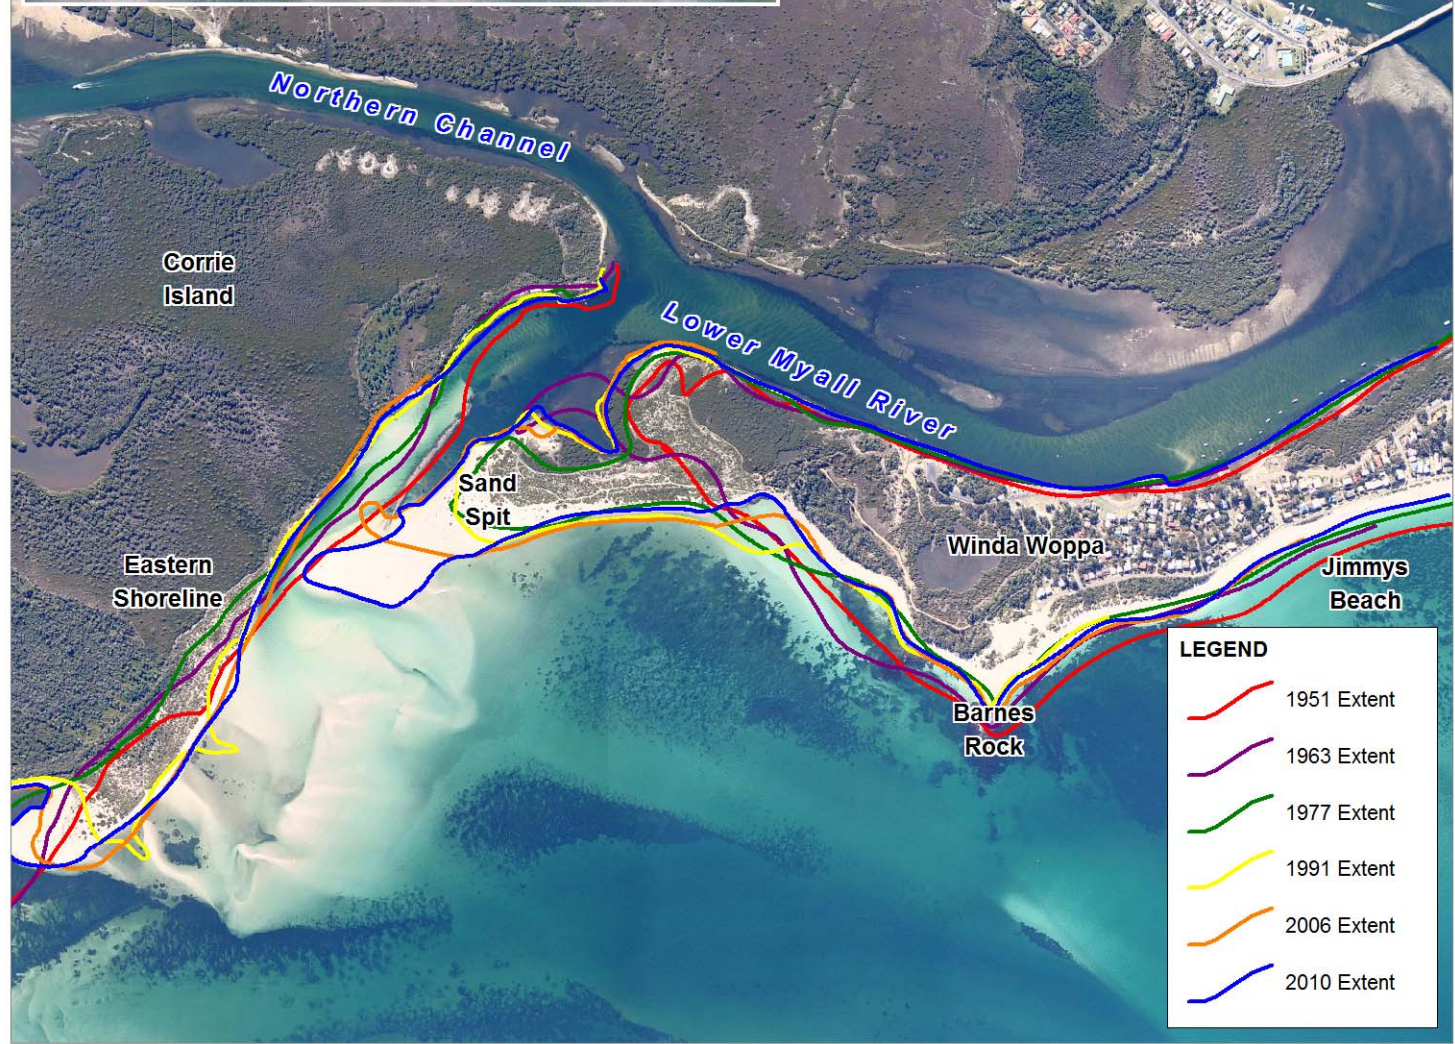 Northern Channel
Corrie
Island
Lower Myall River
Sand
Spit
Winda Woppa
Eastern
Shoreline
Jimmys
Beach
Barnes
Rock
LEGEND
1951 Extent
1963 Extent
1977 Extent
1991 Extent
2006 Extent
2010 Extent